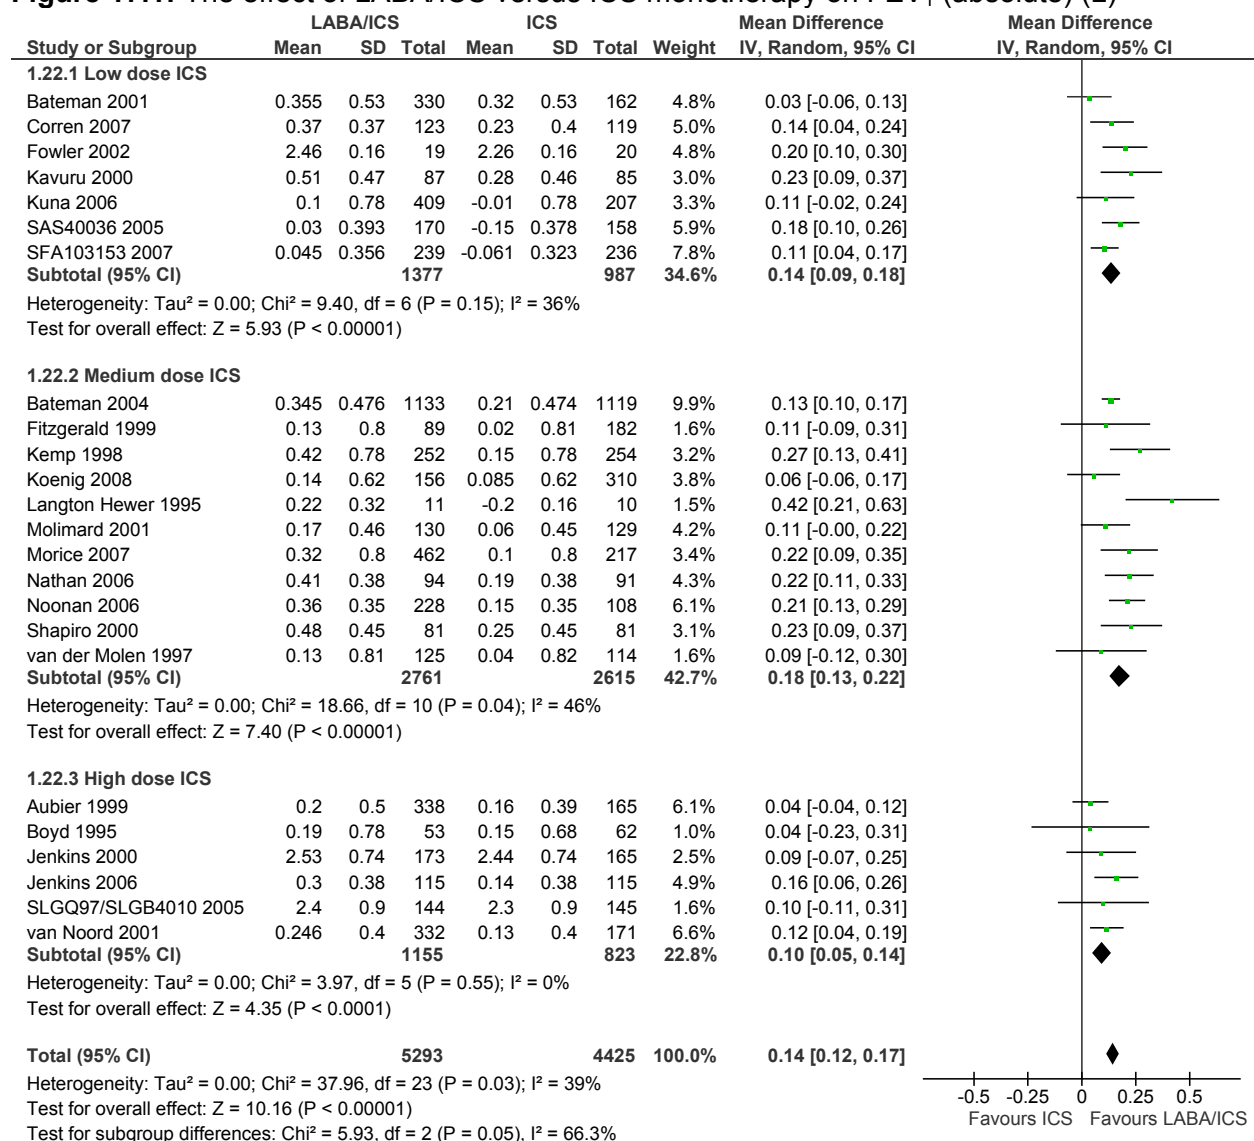 LABA/ICS ICS Mean Difference Mean Difference
Study or Subgroup Mean SD Total Mean SD Total Weight IV, Random, 95% CI IV, Random, 95% CI
1.22.1 Low dose ICS
Bateman 2001 0.355 0.53 330 0.32 0.53 162 4.8% 0.03 [-0.06, 0.13]
Corren 2007 0.37 0.37 123 0.23 0.4 119 5.0% 0.14 [0.04, 0.24]
Fowler 2002 2.46 0.16 19 2.26 0.16 20 4.8% 0.20 [0.10, 0.30]
Kavuru 2000 0.51 0.47 87 0.28 0.46 85 3.0% 0.23 [0.09, 0.37]
Kuna 2006 0.1 0.78 409 -0.01 0.78 207 3.3% 0.11 [-0.02, 0.24]
SAS40036 2005 0.03 0.393 170 -0.15 0.378 158 5.9% 0.18 [0.10, 0.26]
SFA103153 2007 0.045 0.356 239 -0.061 0.323 236 7.8% 0.11 [0.04, 0.17]
Subtotal (95% CI) 1377 987 34.6% 0.14 [0.09, 0.18]
Heterogeneity: Tau² = 0.00; Chi² = 9.40, df = 6 (P = 0.15); I² = 36%
Test for overall effect: Z = 5.93 (P < 0.00001)
1.22.2 Medium dose ICS
Bateman 2004 0.345 0.476 1133 0.21 0.474 1119 9.9% 0.13 [0.10, 0.17]
Fitzgerald 1999 0.13 0.8 89 0.02 0.81 182 1.6% 0.11 [-0.09, 0.31]
Kemp 1998 0.42 0.78 252 0.15 0.78 254 3.2% 0.27 [0.13, 0.41]
Koenig 2008 0.14 0.62 156 0.085 0.62 310 3.8% 0.06 [-0.06, 0.17]
Langton Hewer 1995 0.22 0.32 11 -0.2 0.16 10 1.5% 0.42 [0.21, 0.63]
Molimard 2001 0.17 0.46 130 0.06 0.45 129 4.2% 0.11 [-0.00, 0.22]
Morice 2007 0.32 0.8 462 0.1 0.8 217 3.4% 0.22 [0.09, 0.35]
Nathan 2006 0.41 0.38 94 0.19 0.38 91 4.3% 0.22 [0.11, 0.33]
Noonan 2006 0.36 0.35 228 0.15 0.35 108 6.1% 0.21 [0.13, 0.29]
Shapiro 2000 0.48 0.45 81 0.25 0.45 81 3.1% 0.23 [0.09, 0.37]
van der Molen 1997 0.13 0.81 125 0.04 0.82 114 1.6% 0.09 [-0.12, 0.30]
Subtotal (95% CI) 2761 2615 42.7% 0.18 [0.13, 0.22]
Heterogeneity: Tau² = 0.00; Chi² = 18.66, df = 10 (P = 0.04); I² = 46%
Test for overall effect: Z = 7.40 (P < 0.00001)
1.22.3 High dose ICS
Aubier 1999 0.2 0.5 338 0.16 0.39 165 6.1% 0.04 [-0.04, 0.12]
Boyd 1995 0.19 0.78 53 0.15 0.68 62 1.0% 0.04 [-0.23, 0.31]
Jenkins 2000 2.53 0.74 173 2.44 0.74 165 2.5% 0.09 [-0.07, 0.25]
Jenkins 2006 0.3 0.38 115 0.14 0.38 115 4.9% 0.16 [0.06, 0.26]
SLGQ97/SLGB4010 2005 2.4 0.9 144 2.3 0.9 145 1.6% 0.10 [-0.11, 0.31]
van Noord 2001 0.246 0.4 332 0.13 0.4 171 6.6% 0.12 [0.04, 0.19]
Subtotal (95% CI) 1155 823 22.8% 0.10 [0.05, 0.14]
Heterogeneity: Tau² = 0.00; Chi² = 3.97, df = 5 (P = 0.55); I² = 0%
Test for overall effect: Z = 4.35 (P < 0.0001)
Total (95% CI) 5293 4425 100.0% 0.14 [0.12, 0.17]
Heterogeneity: Tau² = 0.00; Chi² = 37.96, df = 23 (P = 0.03); I² = 39%
Test for overall effect: Z = 10.16 (P < 0.00001)
Test for subgroup differences: Chi² = 5.93, df = 2 (P = 0.05), I² = 66.3%
-0.5 -0.25 0 0.25 0.5
Favours ICS Favours LABA/ICS